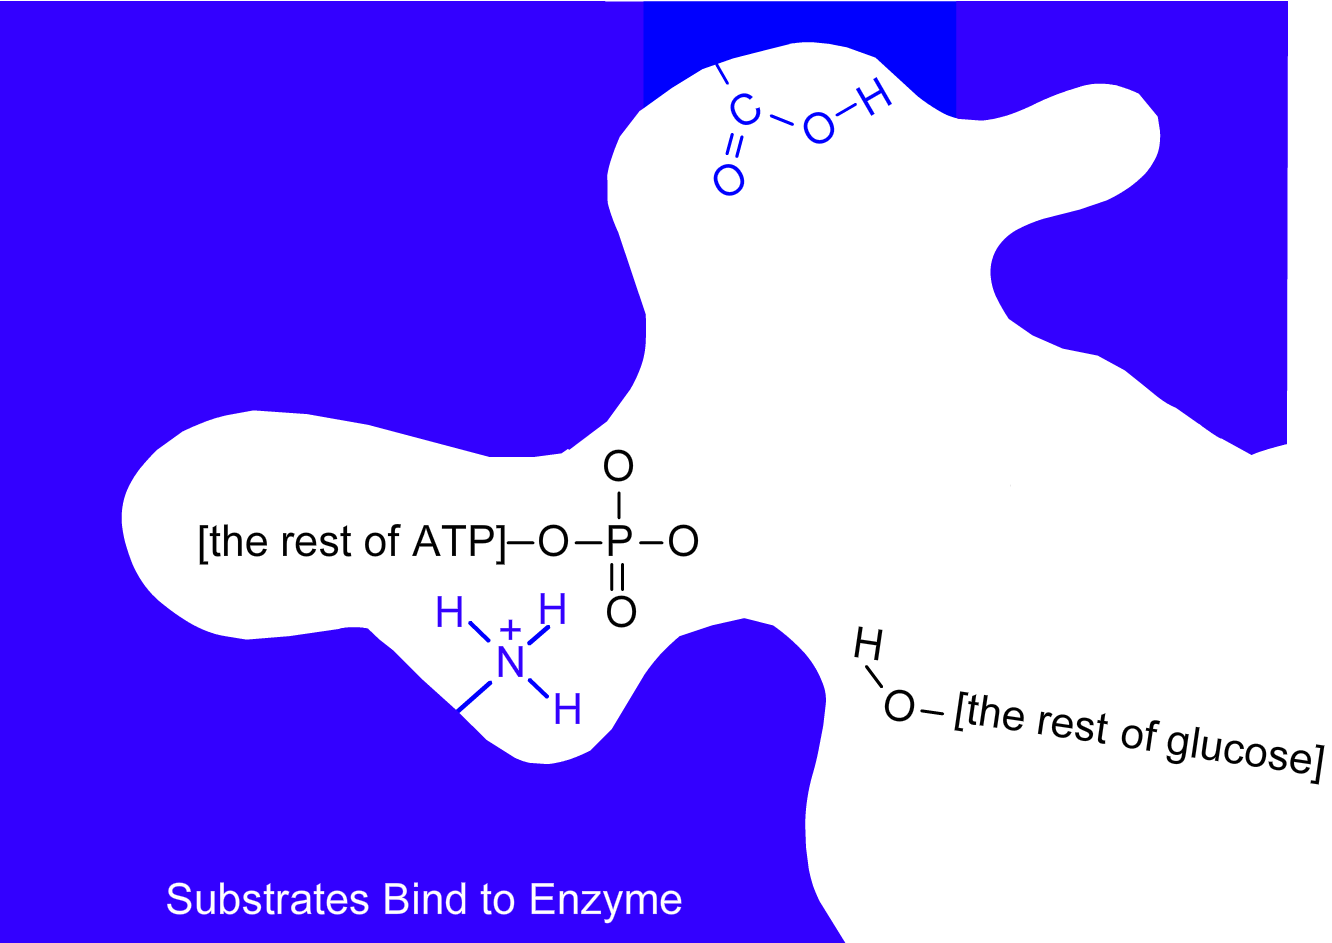 C
O
H
O
O
[the rest of ATP]–O–P–O
O
H
H
+
N
H
H
O–[the rest of glucose]
Substrates Bind to Enzyme